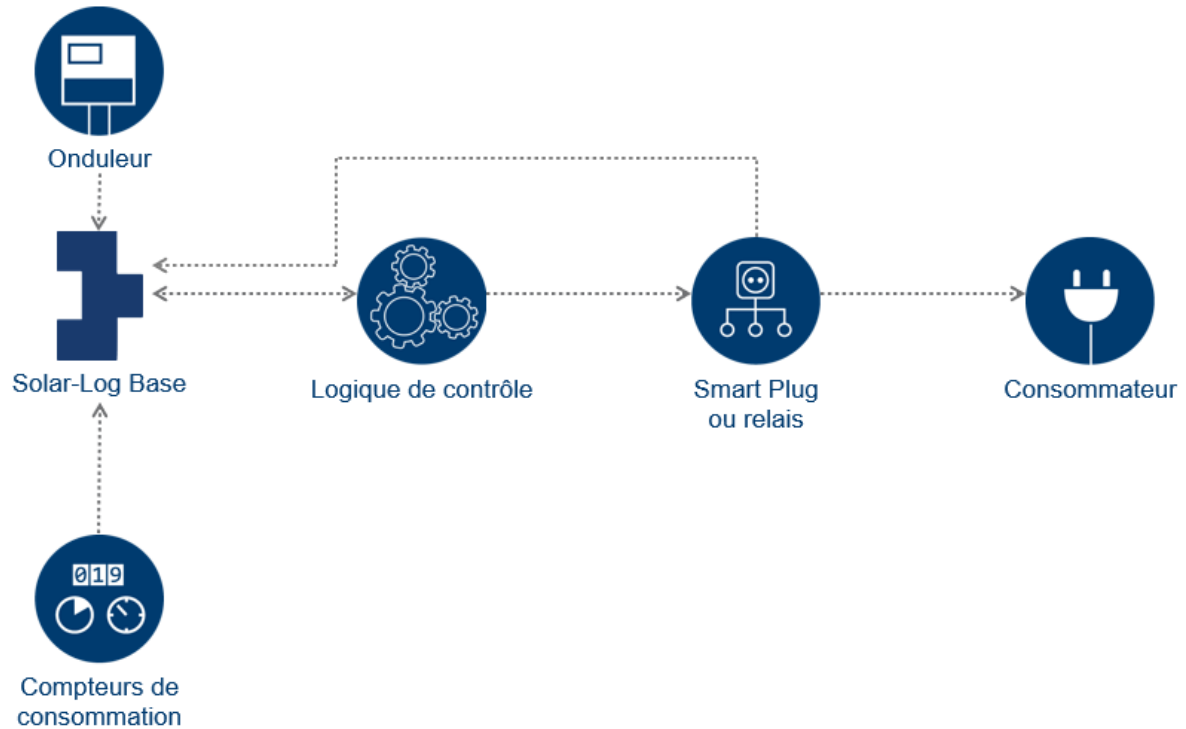 Onduleur
Solar-Log Base
Logique de contrôle
Smart Plug
ou relais
Consommateur
019
Compteurs de
consommation